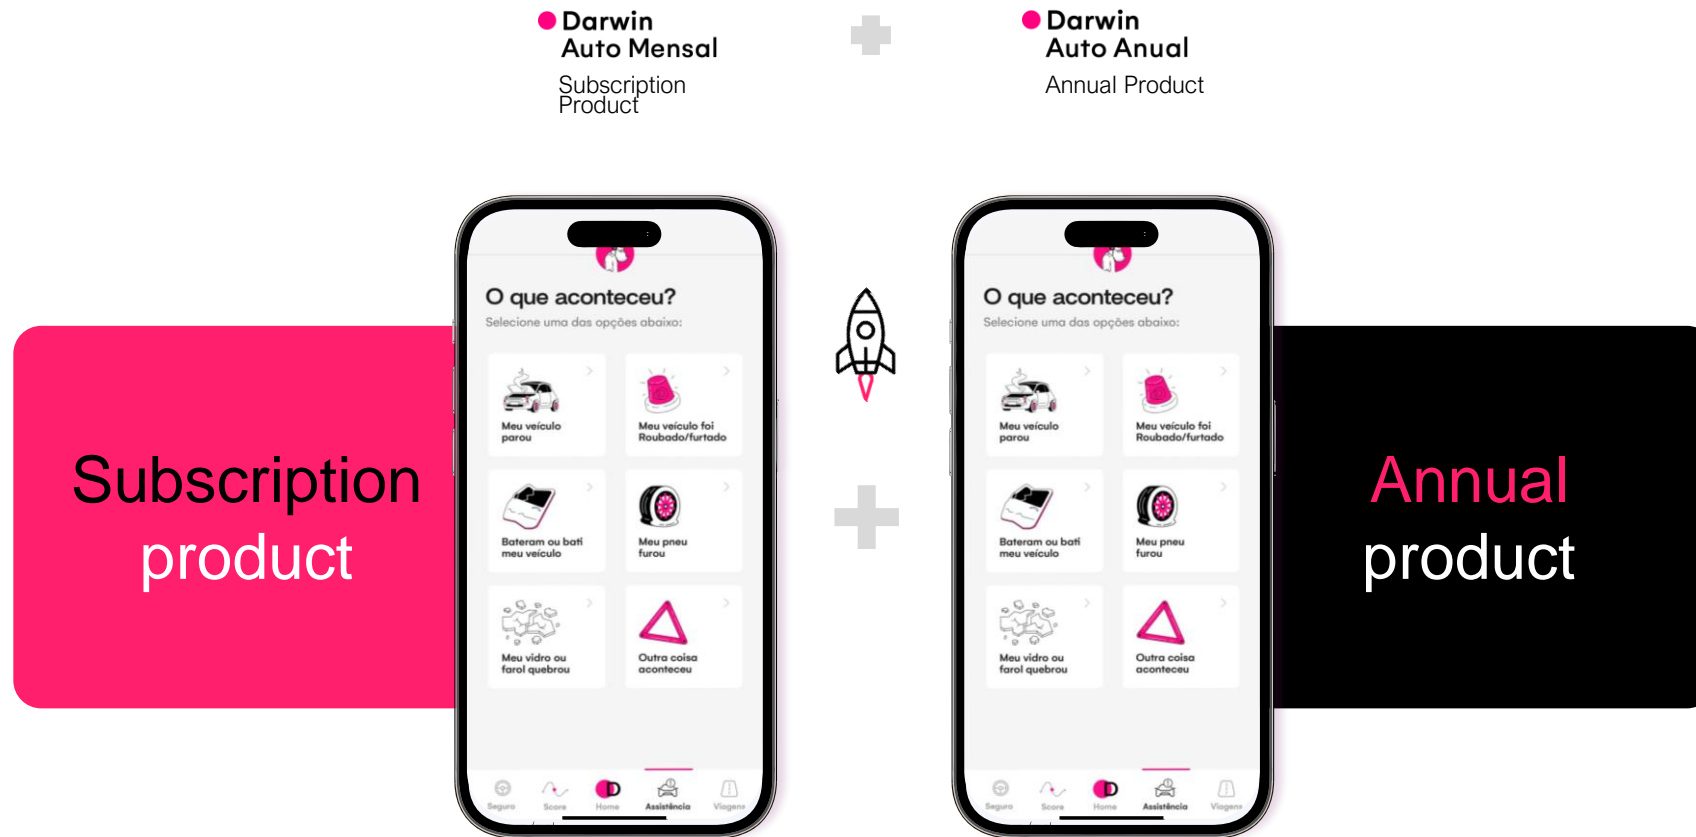 Darwin
Auto Mensal
Subscription
Product
Darwin
Auto Anual
Annual Product
Subscription
product
O que aconteceu?
Selecione uma das opções abaixo:
Meu veículo
parou
Meu veículo foi
Roubado/furtado
Bateram ou bati
meu veículo
Meu pneu
furou
Meu vidro ou
farol quebrou
Outra coisa
aconteceu
Seguro
Score
Home
Assistência
Viagens
O que aconteceu?
Selecione uma das opções abaixo:
Meu veículo
parou
Meu veículo foi
Roubado/furtado
Bateram ou bati
meu veículo
Meu pneu
furou
Meu vidro ou
farol quebrou
Outra coisa
aconteceu
Seguro
Score
Home
Assistência
Viagens
Annual
product